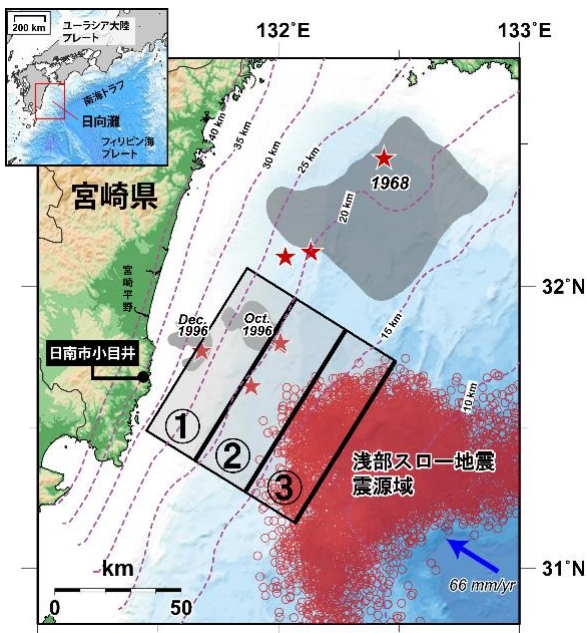 200 km
ユーラシア大陸
プレート
南海トラフ
日向灘
フィリピン海
プレート
132˚E
133˚E
40 km
35 km
30 km
25 km
20 km
15 km
10 km
宮崎県
1968
宮崎平野
32˚N
Dec.
1996
Oct.
1996
日南市小目井
①
②
③
浅部スロー地震
震源域
km
0
50
31˚N
66 mm/yr